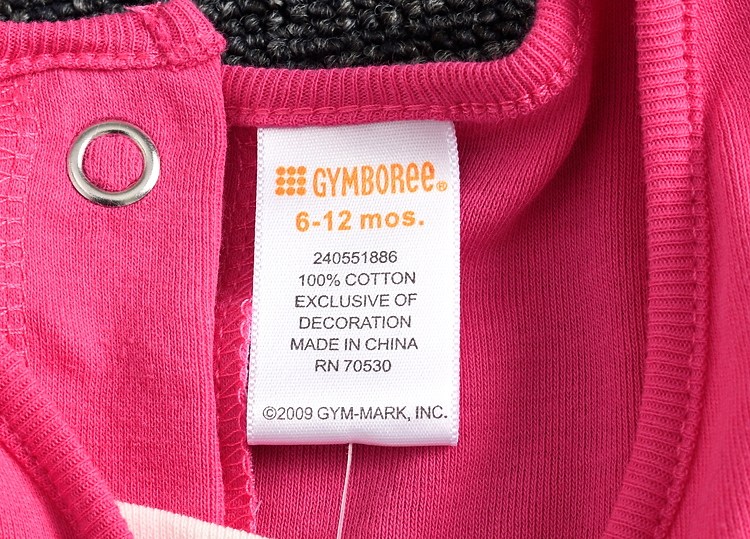 GYMBOREE®
6-12 mos.
240551886
100% COTTON
EXCLUSIVE OF
DECORATION
MADE IN CHINA
RN 70530
©2009 GYM-MARK, INC.